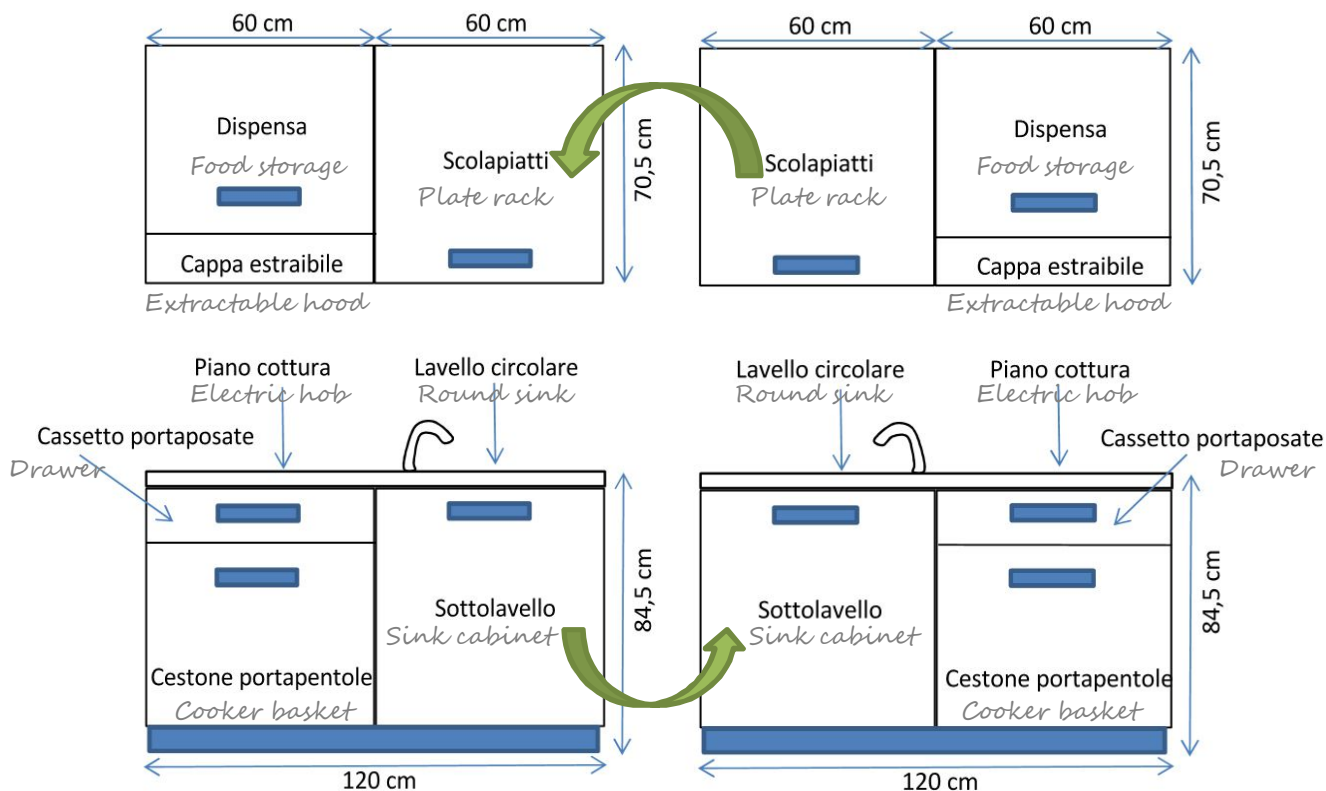 60 cm
60 cm
60 cm
60 cm
Dispensa
Food storage
Scolapiatti
Plate rack
70,5 cm
Scolapiatti
Plate rack
Dispensa
Food storage
70,5 cm
Cappa estraibile
Extractable hood
Cappa estraibile
Extractable hood
Piano cottura
Electric hob
Lavello circolare
Round sink
Lavello circolare
Round sink
Piano cottura
Electric hob
Cassetto portaposate
Drawer
Cassetto portaposate
Drawer
Sottolavello
Sink cabinet
84,5 cm
Sottolavello
Sink cabinet
84,5 cm
Cestone portapentole
Cooker basket
Cestone portapentole
Cooker basket
120 cm
120 cm